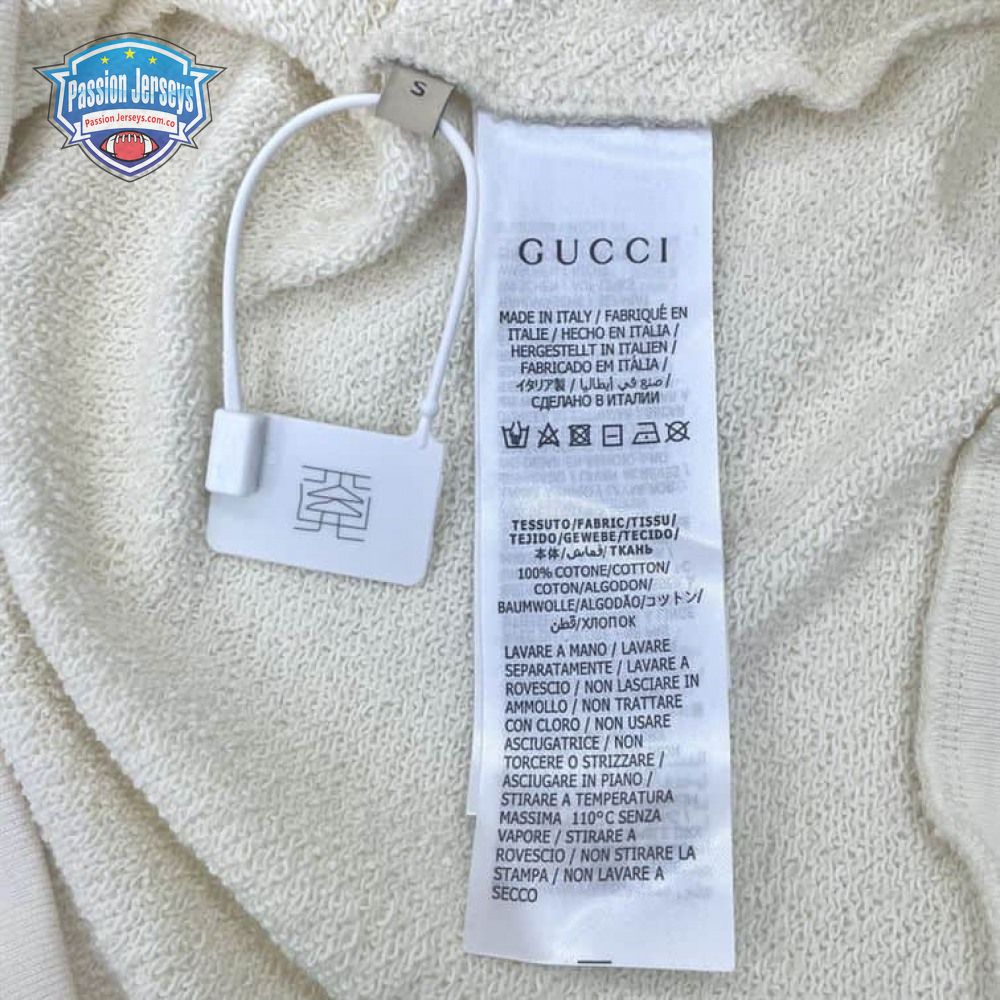 Passion Jerseys
Passion Jerseys.com.co
S
GUCCI
MADE IN ITALY / FABRIQUÉ EN
ITALIE / HECHO EN ITALIA /
HERGESTELLT IN ITALIEN /
FABRICADO EM ITÁLIA /
イタリア製 / صنع في إيطاليا /
СДЕЛАНО В ИТАЛИИ
TESSUTO/FABRIC/TISSU/
TEJIDO/GEWEBE/TECIDO/
本体/قماش/ТКАНЬ
100% COTONE/COTTON/
COTON/ALGODON/
BAUMWOLLE/ALGODÃO/コットン/
قطن/ХЛОПОК
LAVARE A MANO / LAVARE
SEPARATAMENTE / LAVARE A
ROVESCIO / NON LASCIARE IN
AMMOLLO / NON TRATTARE
CON CLORO / NON USARE
ASCIUGATRICE / NON
TORCERE O STRIZZARE /
ASCIUGARE IN PIANO /
STIRARE A TEMPERATURA
MASSIMA 110°C SENZA
VAPORE / STIRARE A
ROVESCIO / NON STIRARE LA
STAMPA / NON LAVARE A
SECCO